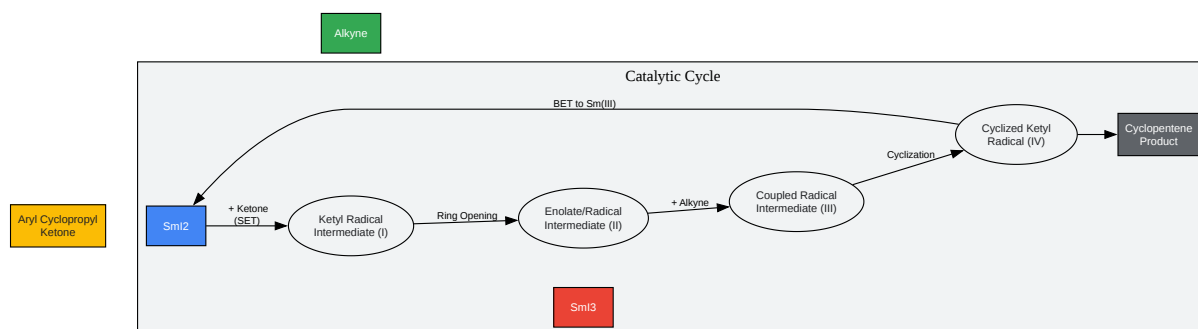 Alkyne
Catalytic Cycle
BET to Sm(III)
Cyclized Ketyl
Radical (IV)
Cyclopentene
Product
Cyclization
Coupled Radical
Intermediate (III)
+ Alkyne
Enolate/Radical
Intermediate (II)
Ring Opening
Ketyl Radical
Intermediate (I)
+ Ketone
(SET)
SmI2
Aryl Cyclopropyl
Ketone
SmI3